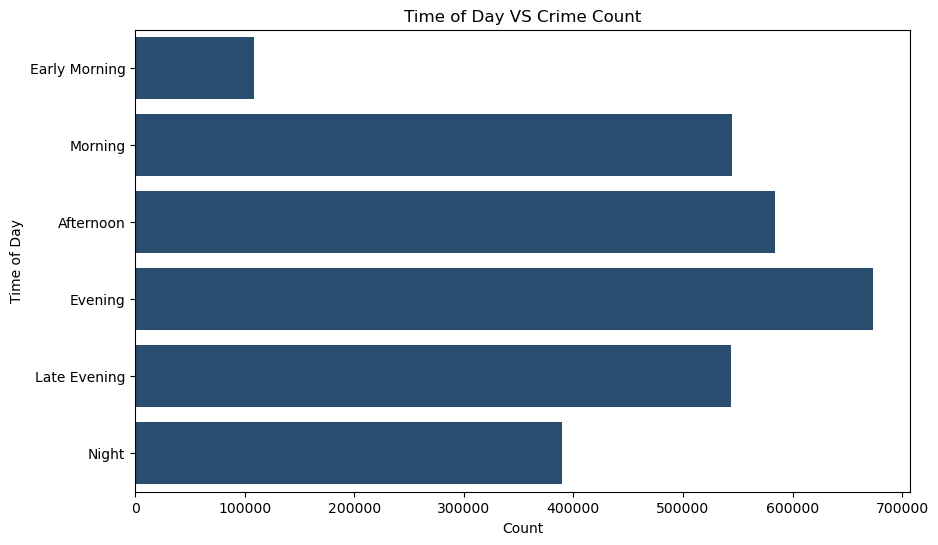 Time of Day VS Crime Count
Time of Day
Early Morning
Morning
Afternoon
Evening
Late Evening
Night
0 100000 200000 300000 400000 500000 600000 700000
Count